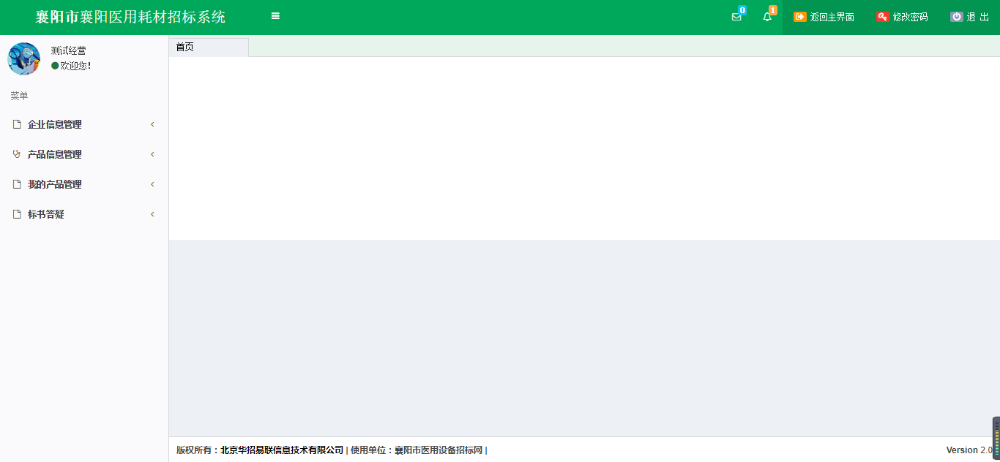 襄阳市襄阳医用耗材招标系统 0 1 返回主界面 修改密码 退 出
测试经营
欢迎您!
首页
菜单
企业信息管理
产品信息管理
我的产品管理
标书答疑
版权所有：北京华招易联信息技术有限公司 | 使用单位：襄阳市医用设备招标网 | Version 2.0